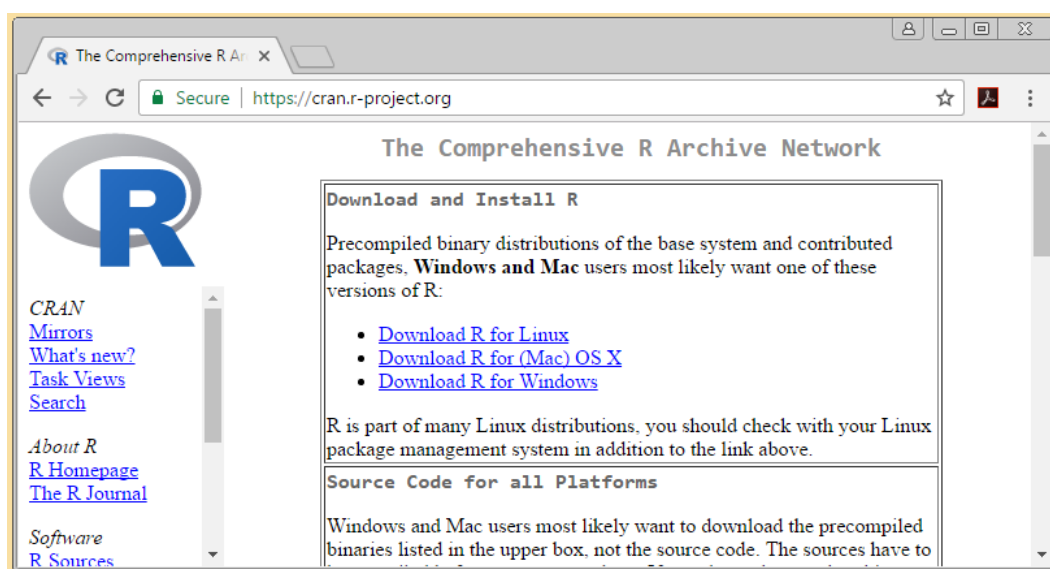 The Comprehensive R Ar
Secure | https://cran.r-project.org
R
CRAN
Mirrors
What's new?
Task Views
Search
About R
R Homepage
The R Journal
Software
R Sources
The Comprehensive R Archive Network
Download and Install R
Precompiled binary distributions of the base system and contributed
packages, Windows and Mac users most likely want one of these
versions of R:
• Download R for Linux
• Download R for (Mac) OS X
• Download R for Windows
R is part of many Linux distributions, you should check with your Linux
package management system in addition to the link above.
Source Code for all Platforms
Windows and Mac users most likely want to download the precompiled
binaries listed in the upper box, not the source code. The sources have to